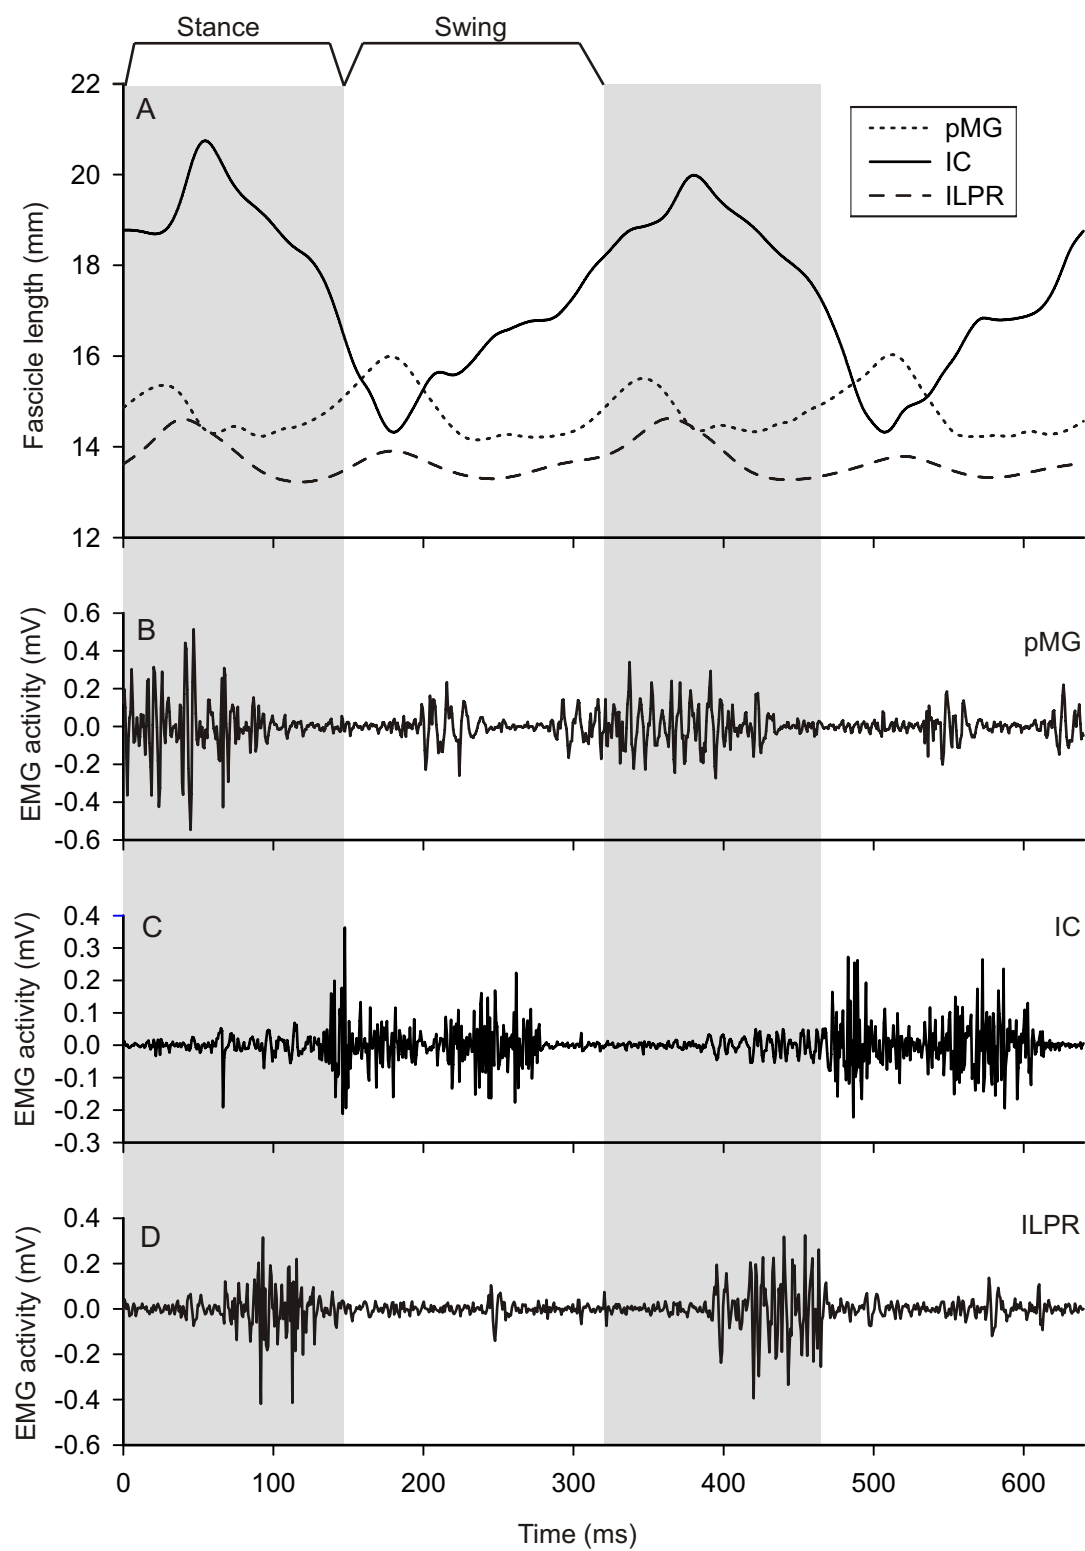 Stance Swing
A
Fascicle length (mm)
22
20
18
16
14
12
pMG
IC
ILPR
B
pMG
EMG activity (mV)
0.6
0.4
0.2
0.0
-0.2
-0.4
-0.6
C
IC
EMG activity (mV)
0.4
0.3
0.2
0.1
0.0
-0.1
-0.2
-0.3
D
ILPR
EMG activity (mV)
0.4
0.2
0.0
-0.2
-0.4
-0.6
0 100 200 300 400 500 600
Time (ms)